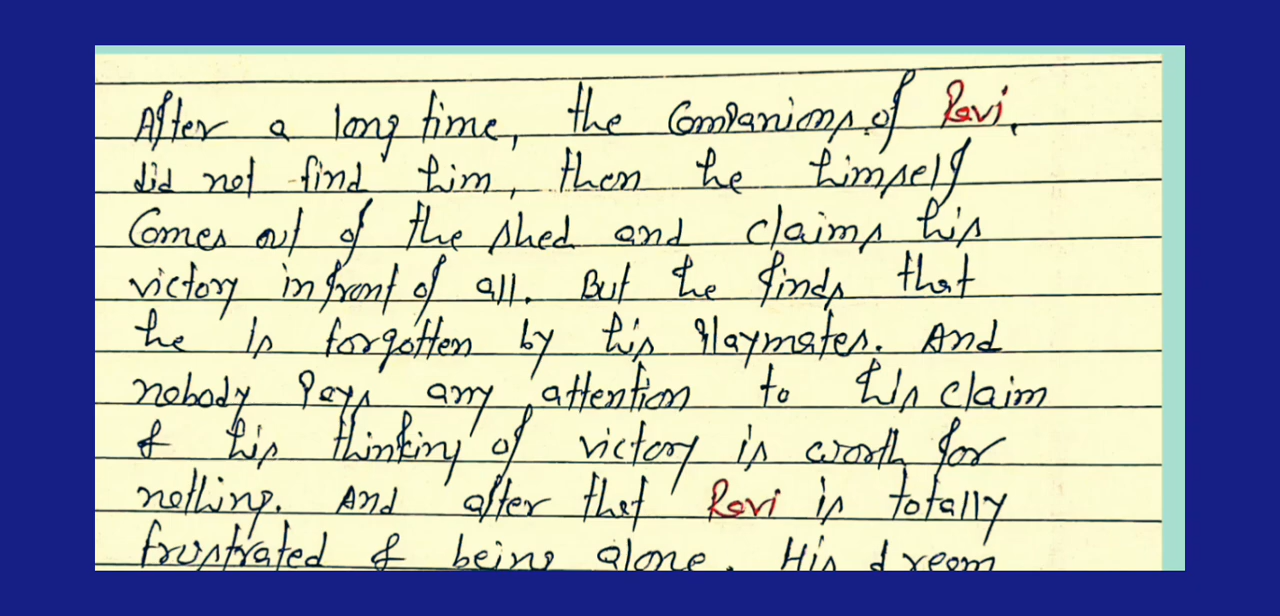 After a long time, the Companions of Ravi,
did not find him, then he himself
Comes out of the shed and claims his
victory in front of all. But he finds that
he Is forgotten by his Playmates. And
nobody Pays any attention to his claim
& his thinking of victory is worth for
nothing. And after that Ravi is totally
frustrated & being alone. His dream